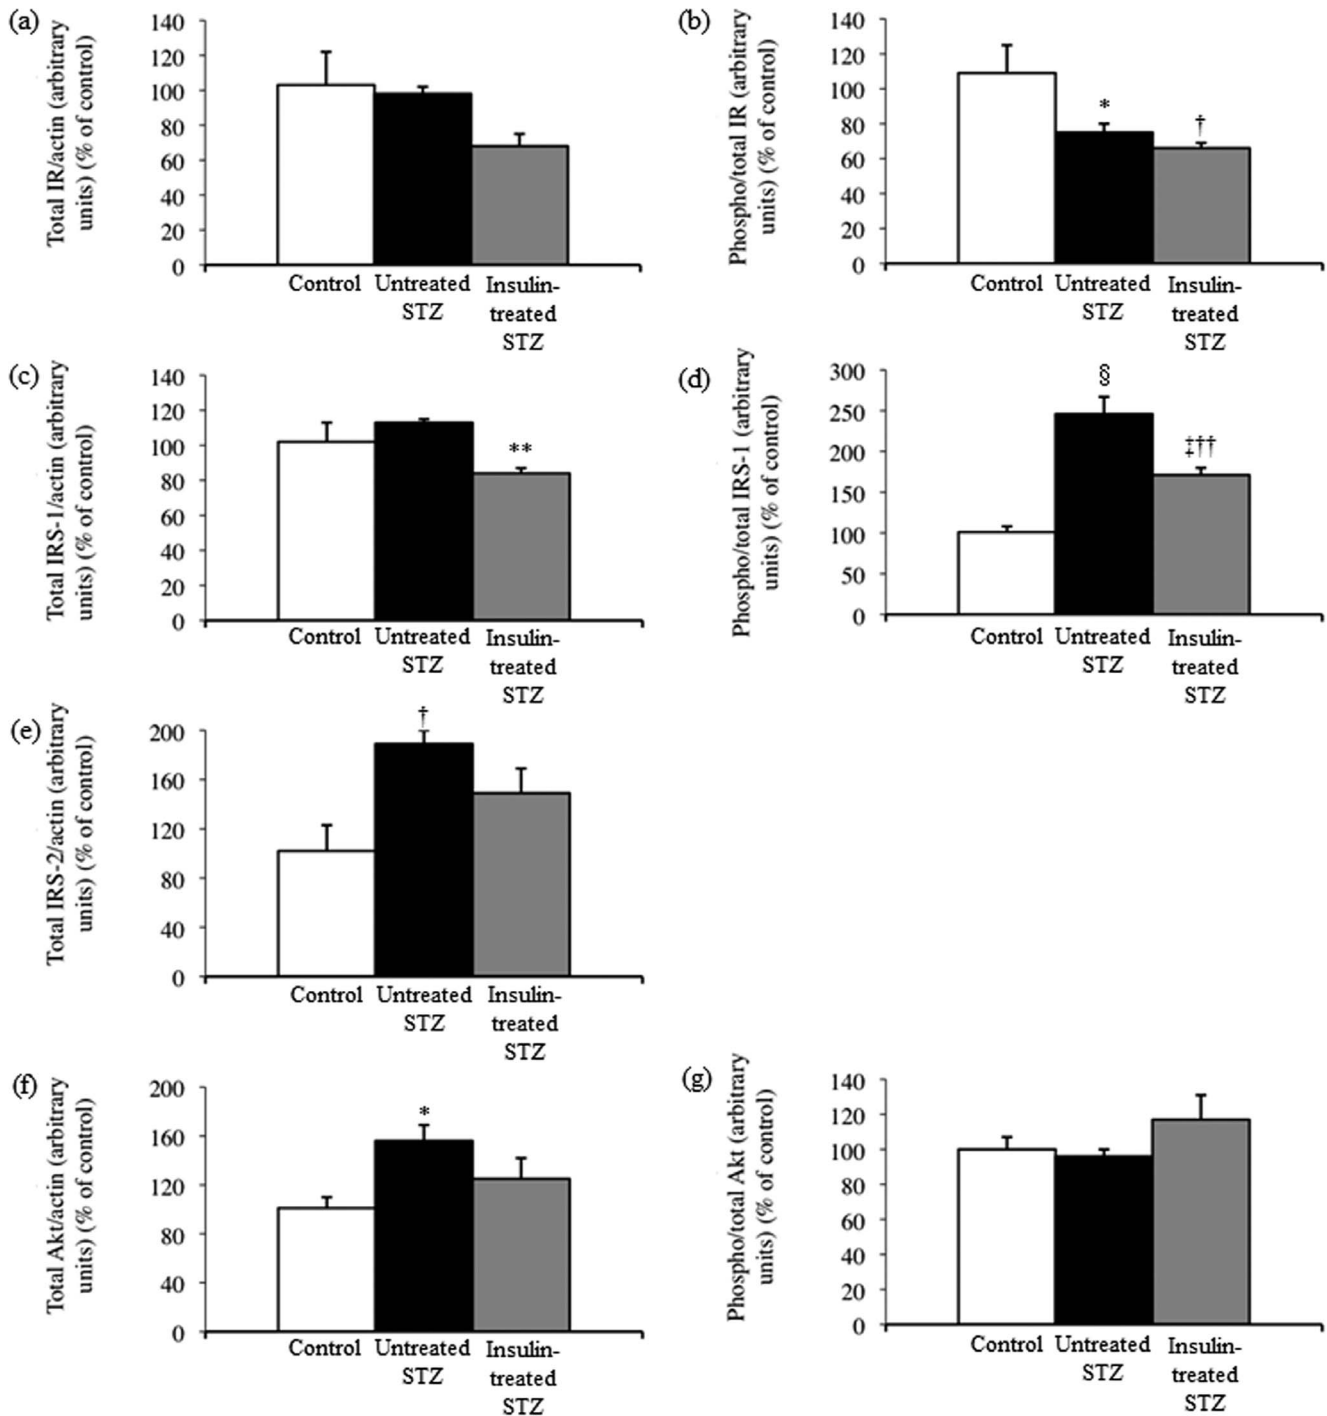 (a)
Total IR/actin (arbitrary
units) (% of control)
140
120
100
80
60
40
20
0
Control
Untreated
STZ
Insulin-
treated
STZ
(b)
Phospho/total IR (arbitrary
units) (% of control)
140
120
100
80
60
40
20
0
*
†
Control
Untreated
STZ
Insulin-
treated
STZ
(c)
Total IRS-1/actin (arbitrary
units) (% of control)
140
120
100
80
60
40
20
0
**
Control
Untreated
STZ
Insulin-
treated
STZ
(d)
Phospho/total IRS-1 (arbitrary
units) (% of control)
300
250
200
150
100
50
0
§
‡††
Control
Untreated
STZ
Insulin-
treated
STZ
(e)
Total IRS-2/actin (arbitrary
units) (% of control)
200
160
120
80
40
0
†
Control
Untreated
STZ
Insulin-
treated
STZ
(f)
Total Akt/actin (arbitrary
units) (% of control)
200
160
120
80
40
0
*
Control
Untreated
STZ
Insulin-
treated
STZ
(g)
Phospho/total Akt (arbitrary
units) (% of control)
140
120
100
80
60
40
20
0
Control
Untreated
STZ
Insulin-
treated
STZ